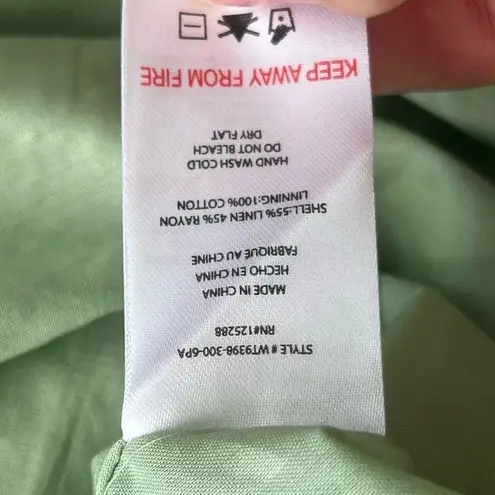 STYLE # WT9398-300-6PA
RN#125288
MADE IN CHINA
HECHO EN CHINA
FABRIQUE AU CHINE
SHELL:55% LINEN 45% RAYON
LINNING:100% COTTON
HAND WASH COLD
DO NOT BLEACH
DRY FLAT
KEEP AWAY FROM FIRE